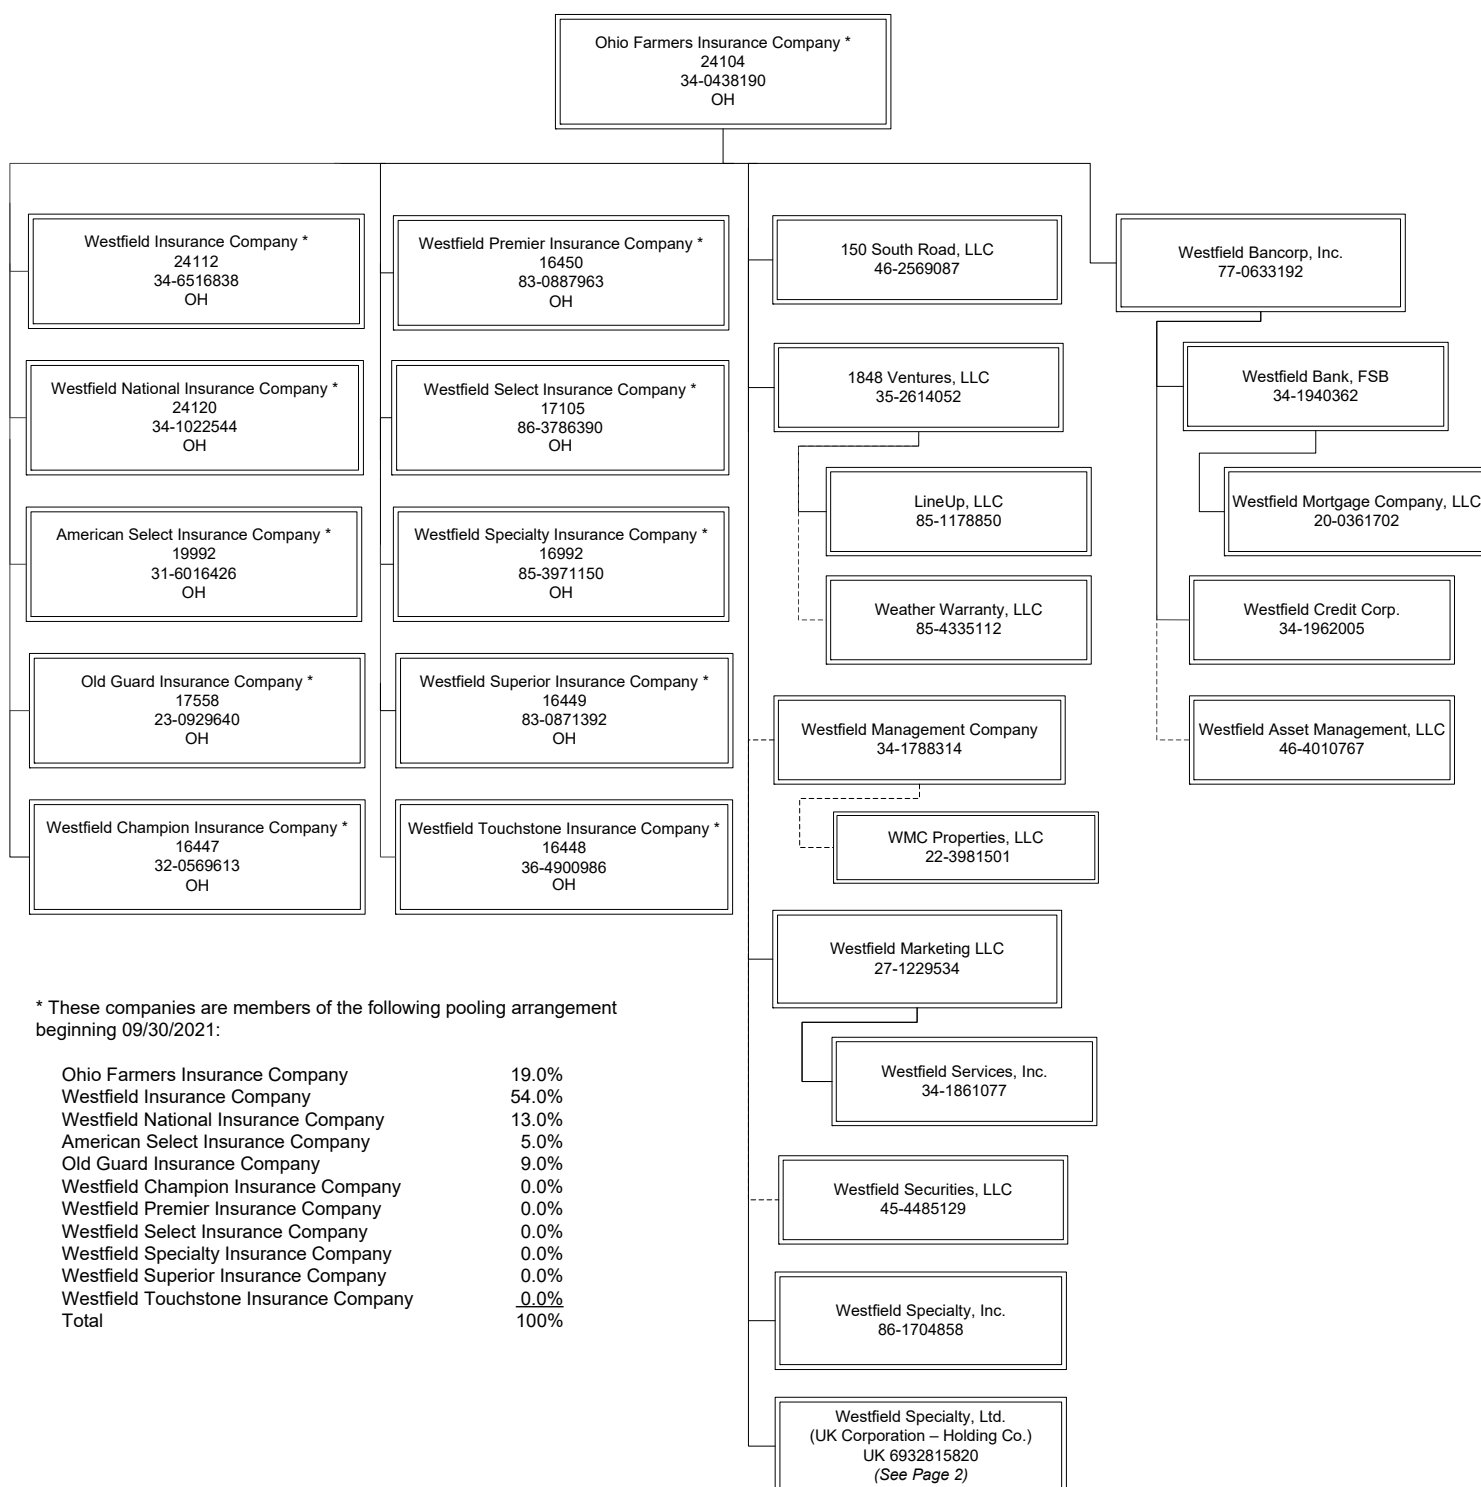 Ohio Farmers Insurance Company *
24104
34-0438190
OH
Westfield Insurance Company *
24112
34-6516838
OH
Westfield National Insurance Company *
24120
34-1022544
OH
American Select Insurance Company *
19992
31-6016426
OH
Old Guard Insurance Company *
17558
23-0929640
OH
Westfield Champion Insurance Company *
16447
32-0569613
OH
Westfield Premier Insurance Company *
16450
83-0887963
OH
Westfield Select Insurance Company *
17105
86-3786390
OH
Westfield Specialty Insurance Company *
16992
85-3971150
OH
Westfield Superior Insurance Company *
16449
83-0871392
OH
Westfield Touchstone Insurance Company *
16448
36-4900986
OH
150 South Road, LLC
46-2569087
1848 Ventures, LLC
35-2614052
LineUp, LLC
85-1178850
Weather Warranty, LLC
85-4335112
Westfield Management Company
34-1788314
WMC Properties, LLC
22-3981501
Westfield Marketing LLC
27-1229534
Westfield Services, Inc.
34-1861077
Westfield Securities, LLC
45-4485129
Westfield Specialty, Inc.
86-1704858
Westfield Specialty, Ltd.
(UK Corporation – Holding Co.)
UK 6932815820
(See Page 2)
Westfield Bancorp, Inc.
77-0633192
Westfield Bank, FSB
34-1940362
Westfield Mortgage Company, LLC
20-0361702
Westfield Credit Corp.
34-1962005
Westfield Asset Management, LLC
46-4010767
* These companies are members of the following pooling arrangement
beginning 09/30/2021:
Ohio Farmers Insurance Company 19.0%
Westfield Insurance Company 54.0%
Westfield National Insurance Company 13.0%
American Select Insurance Company 5.0%
Old Guard Insurance Company 9.0%
Westfield Champion Insurance Company 0.0%
Westfield Premier Insurance Company 0.0%
Westfield Select Insurance Company 0.0%
Westfield Specialty Insurance Company 0.0%
Westfield Superior Insurance Company 0.0%
Westfield Touchstone Insurance Company 0.0%
Total 100%